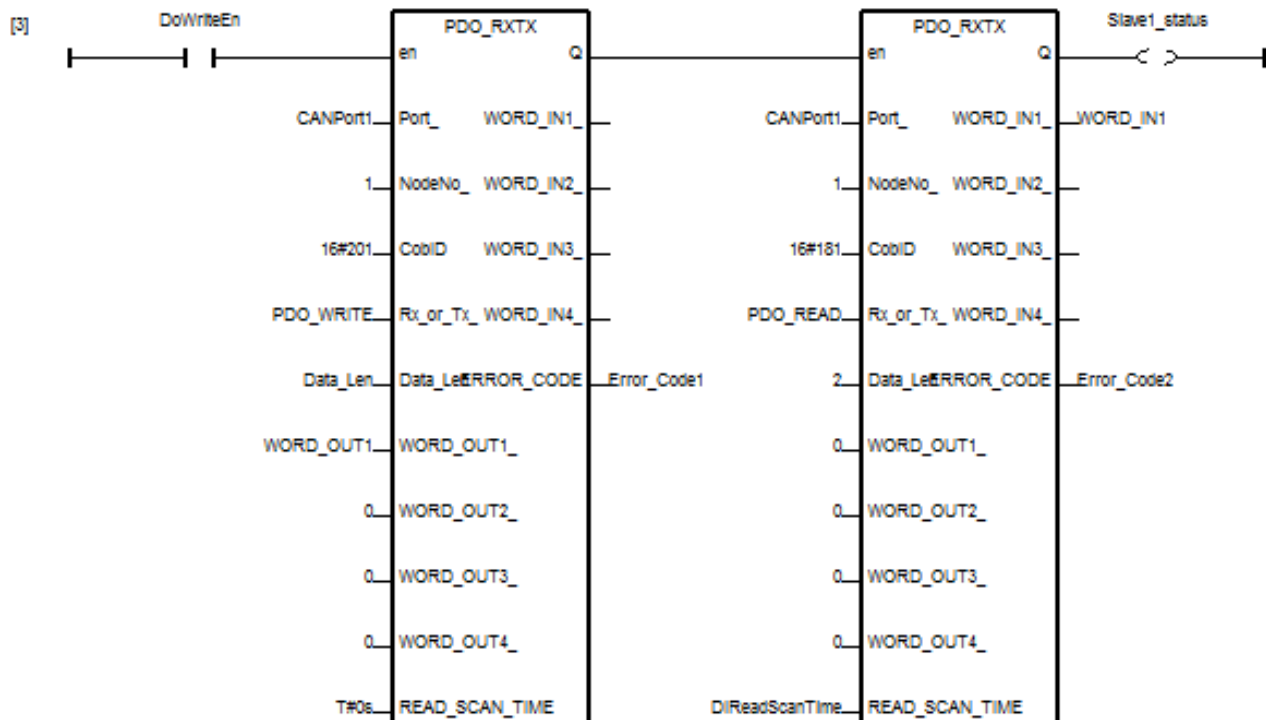 [3] DoWriteEn PDO_RXTX PDO_RXTX Slave1_status
en Q en Q
CANPort1 Port_ WORD_IN1_ CANPort1 Port_ WORD_IN1_ WORD_IN1
1 NodeNo_ WORD_IN2_ 1 NodeNo_ WORD_IN2_
16#201 CobID WORD_IN3_ 16#181 CobID WORD_IN3_
PDO_WRITE Rx_or_Tx_ WORD_IN4_ PDO_READ Rx_or_Tx_ WORD_IN4_
Data_Len ERROR_CODE Error_Code1 2 ERROR_CODE Error_Code2
WORD_OUT1 WORD_OUT1_ 0 WORD_OUT1_
0 WORD_OUT2_ 0 WORD_OUT2_
0 WORD_OUT3_ 0 WORD_OUT3_
0 WORD_OUT4_ 0 WORD_OUT4_
T#0s READ_SCAN_TIME DIReadScanTime READ_SCAN_TIME